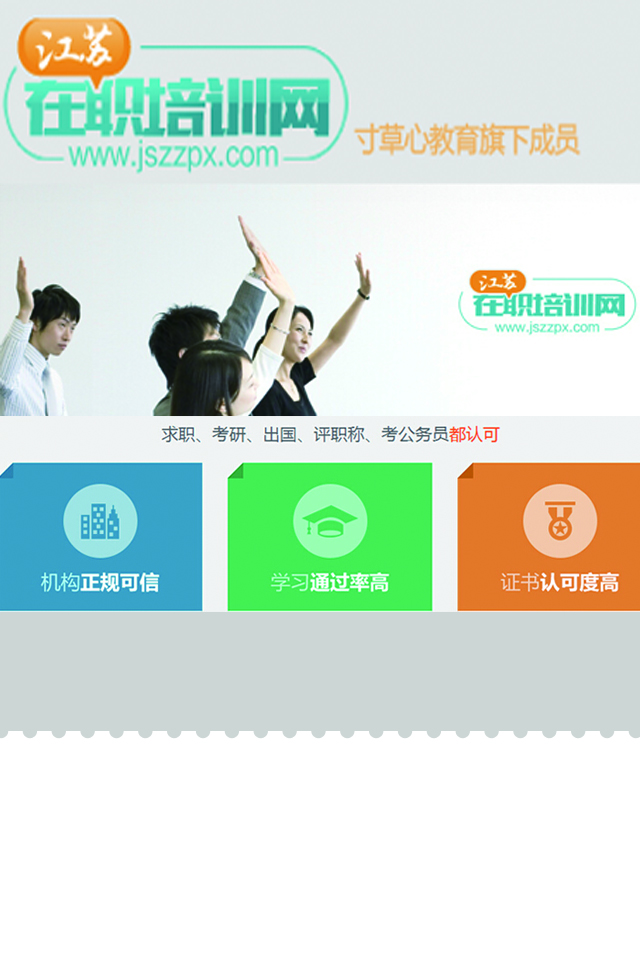 江苏
在职培训网
www.jszzpx.com
寸草心教育旗下成员
江苏
在职培训网
www.jszzpx.com
求职、考研、出国、评职称、考公务员都认可
机构正规可信
学习通过率高
证书认可度高